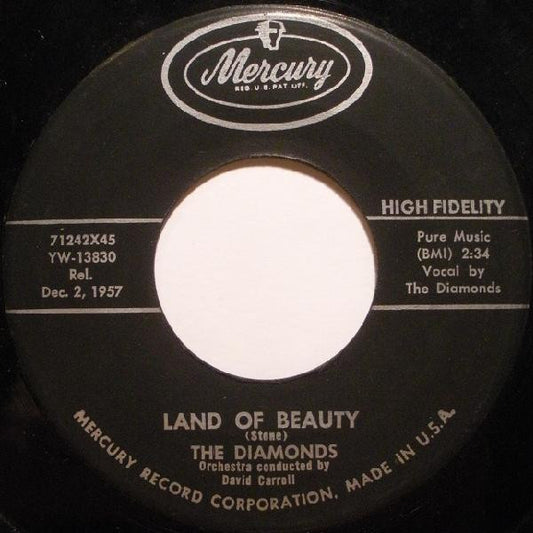 Mercury
REG. U.S. PAT. OFF.
HIGH FIDELITY
71242X45
YW-13830
Rel.
Dec. 2, 1957
Pure Music
(BMI) 2:34
Vocal by
The Diamonds
LAND OF BEAUTY
(Stone)
THE DIAMONDS
Orchestra conducted by
David Carroll
MERCURY RECORD CORPORATION. MADE IN U.S.A.